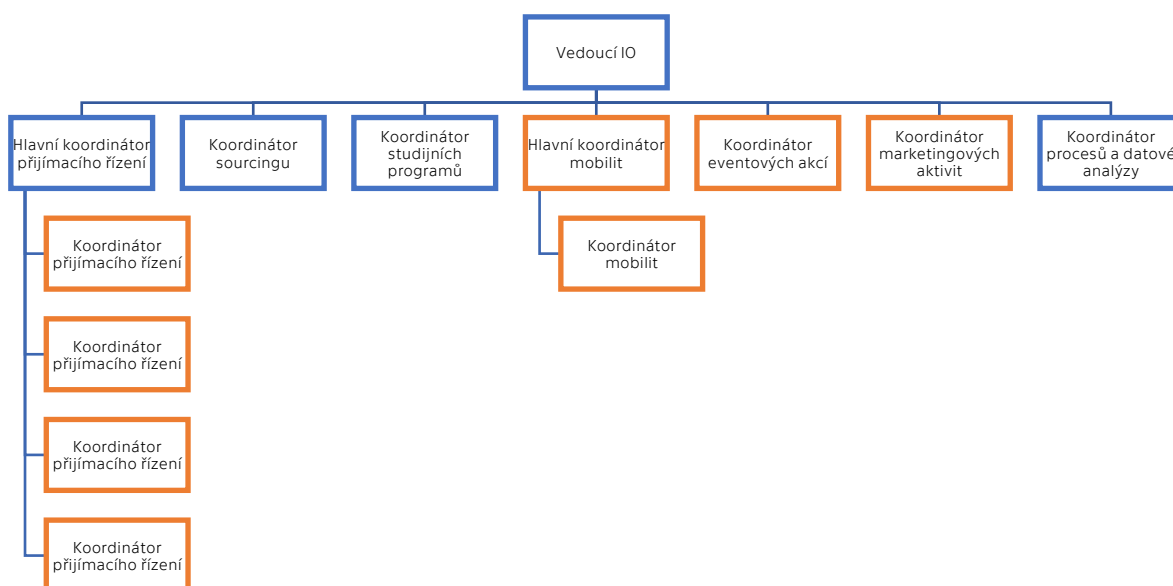 Vedoucí IO
Hlavní koordinátor
přijímacího řízení
Koordinátor
sourcingu
Koordinátor
studijních
programů
Hlavní koordinátor
mobilit
Koordinátor
eventových akcí
Koordinátor
marketingových
aktivit
Koordinátor
procesů a datové
analýzy
Koordinátor
přijímacího řízení
Koordinátor
mobilit
Koordinátor
přijímacího řízení
Koordinátor
přijímacího řízení
Koordinátor
přijímacího řízení